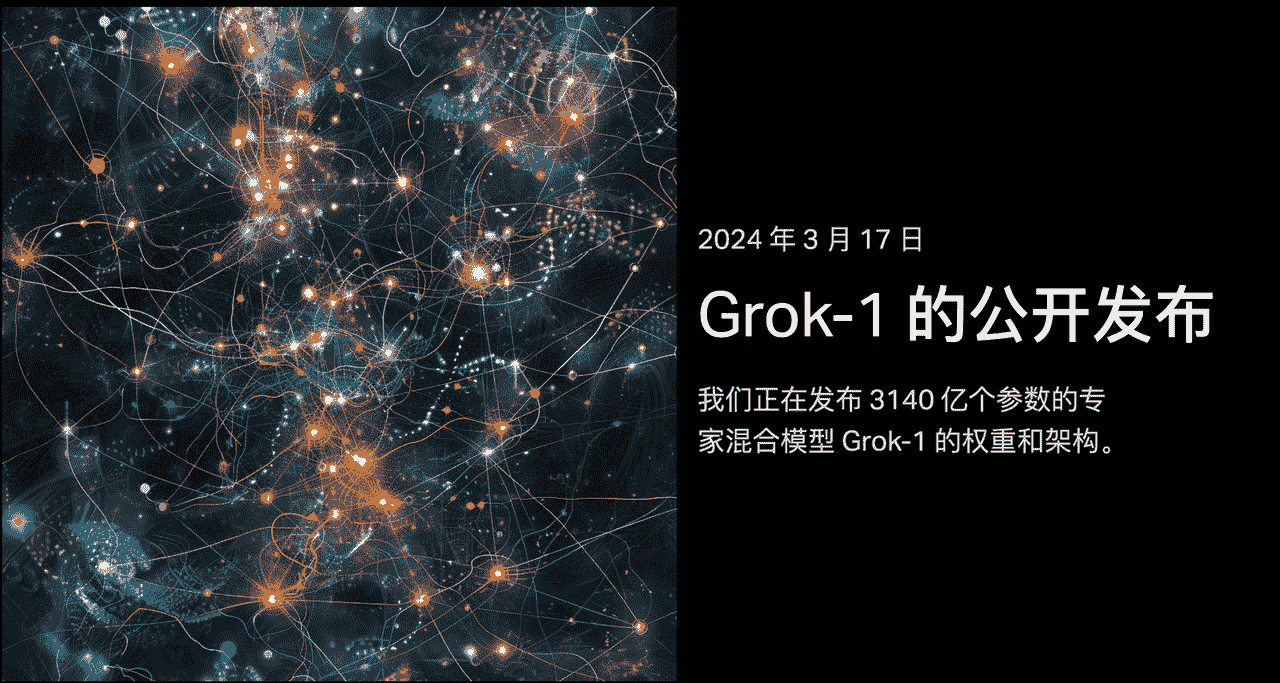 2024 年 3 月 17 日
Grok-1 的公开发布
我们正在发布 3140 亿个参数的专
家混合模型 Grok-1 的权重和架构。